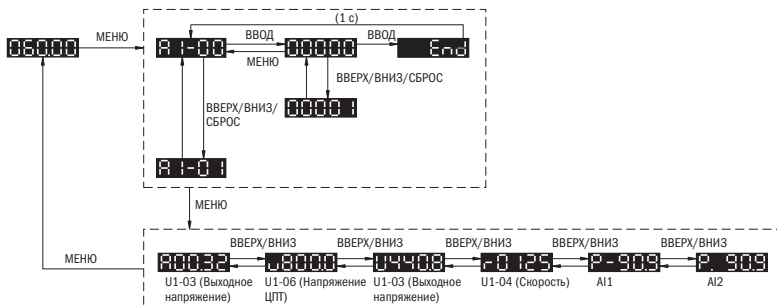 (1 с)
060.00 МЕНЮ A1-00 ВВОД 00000 ВВОД End
МЕНЮ
ВВЕРХ/ВНИЗ/СБРОС
ВВЕРХ/ВНИЗ/
СБРОС
00001
A1-01
МЕНЮ
МЕНЮ
ВВЕРХ/ВНИЗ ВВЕРХ/ВНИЗ ВВЕРХ/ВНИЗ ВВЕРХ/ВНИЗ ВВЕРХ/ВНИЗ
A003.2 u800.0 U440.8 r0125 P-90.9 P. 90.9
U1-03 (Выходное
напряжение)
U1-06 (Напряжение
ЦПТ)
U1-03 (Выходное
напряжение)
U1-04 (Скорость)
AI1
AI2